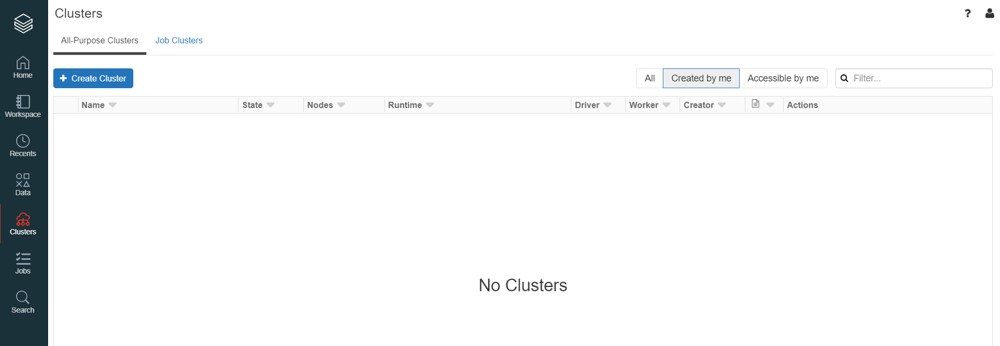 Clusters
?
All-Purpose Clusters Job Clusters
+ Create Cluster All Created by me Accessible by me Filter...
Name State Nodes Runtime Driver Worker Creator Actions
No Clusters
Home
Workspace
Recents
Data
Clusters
Jobs
Search